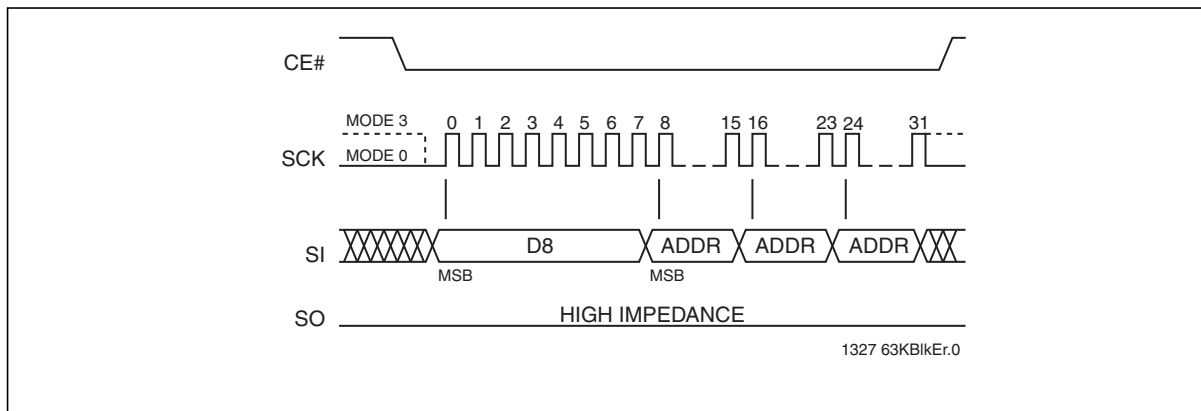 CE#
MODE 3
0 1 2 3 4 5 6 7 8 15 16 23 24 31
SCK
MODE 0
SI
D8
ADDR
ADDR
ADDR
MSB
MSB
SO
HIGH IMPEDANCE
1327 63KBlkEr.0